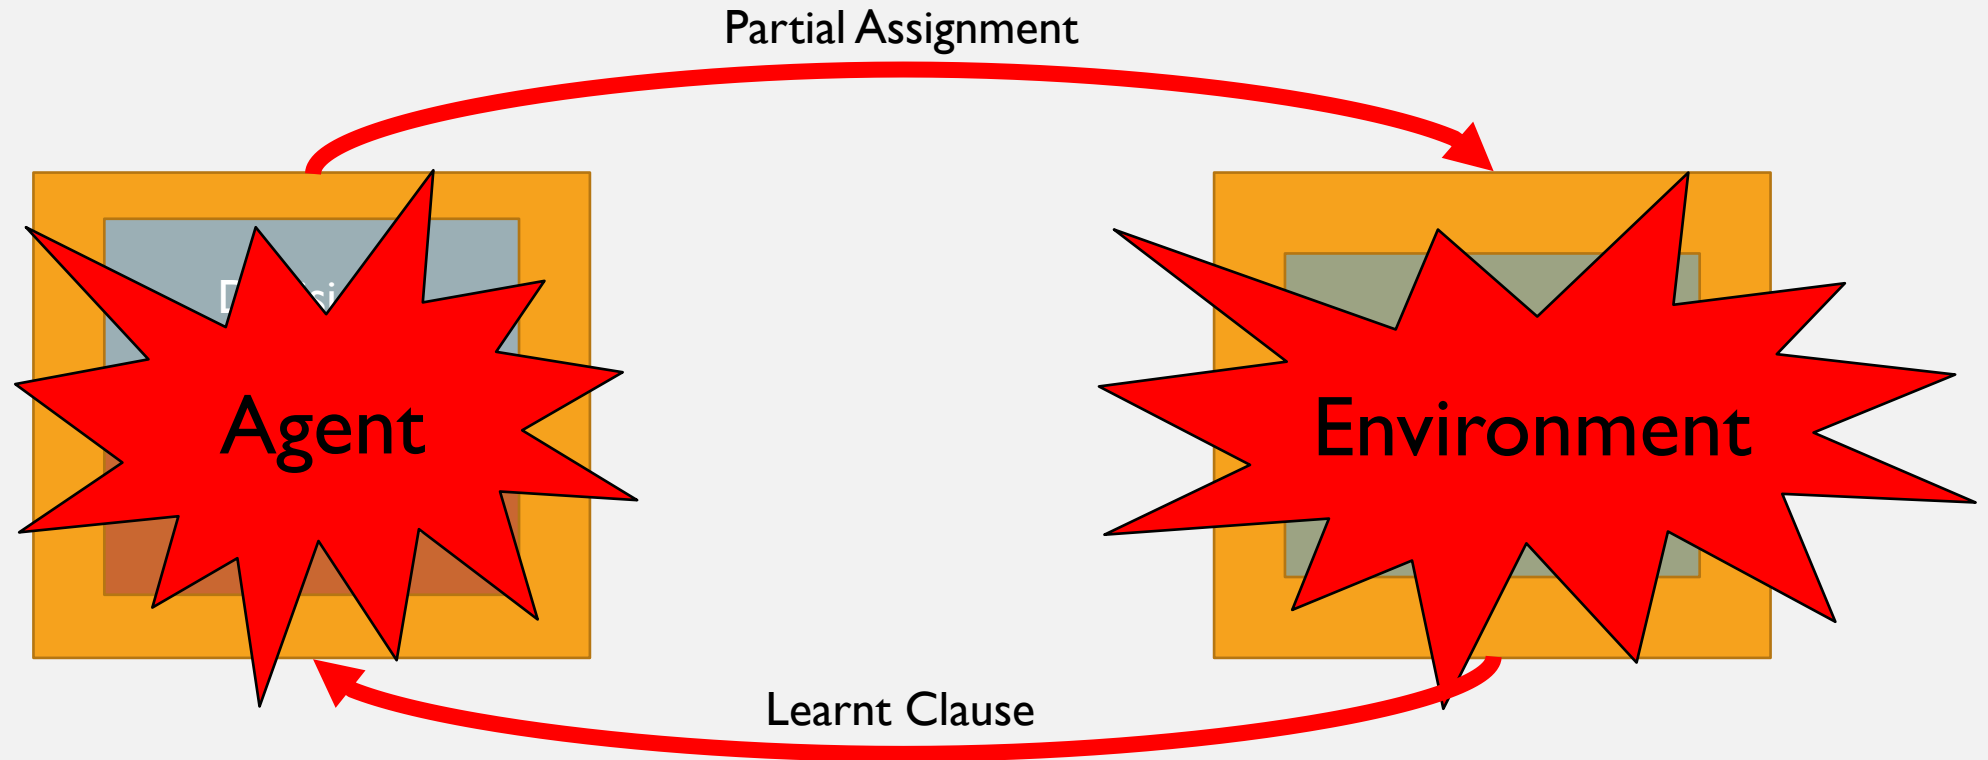 Partial Assignment
Agent
Environment
Learnt Clause